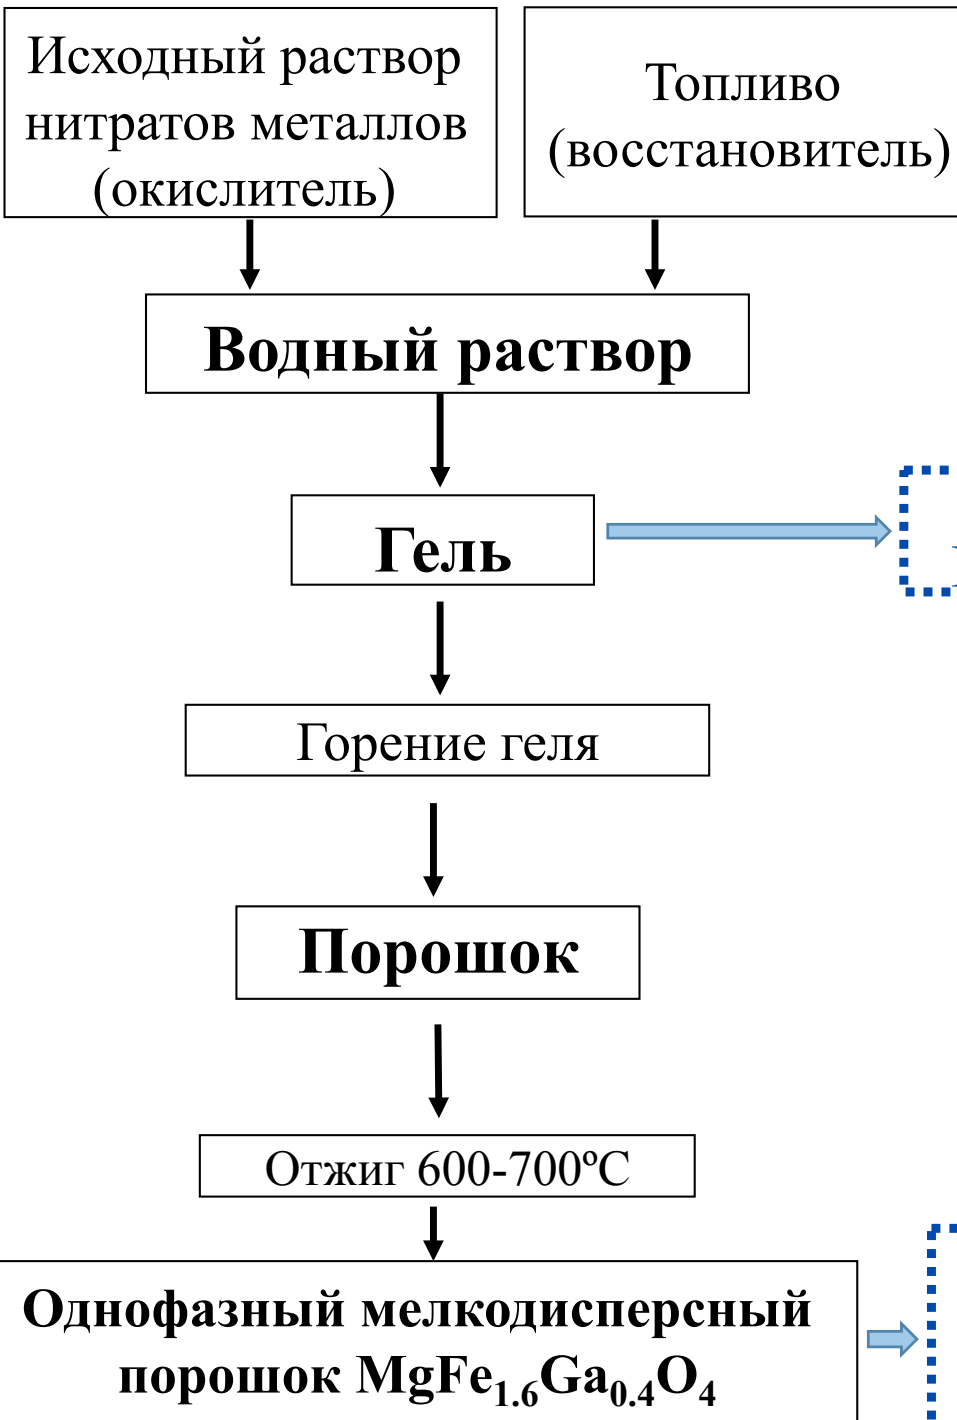 Исходный раствор
нитратов металлов
(окислитель)
Топливо
(восстановитель)
Водный раствор
Гель
Горение геля
Порошок
Отжиг 600-700ºС
Однофазный мелкодисперсный
порошок MgFe₁.₆Ga₀.₄O₄